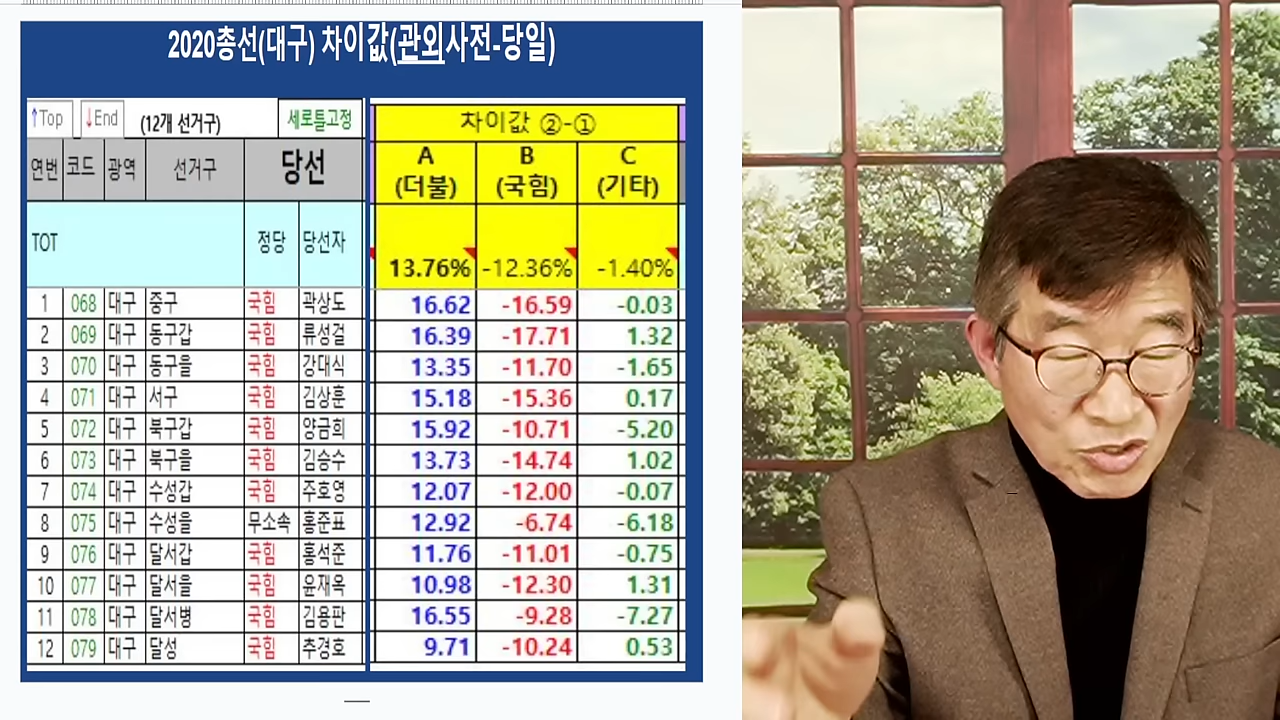 2020총선(대구) 차이값(관외사전-당일)
↑Top ↓End (12개 선거구) 세로틀고정 차이값 ②-①
연번 코드 광역 선거구 당선 A (더불) B (국힘) C (기타)
TOT 정당 당선자 13.76% -12.36% -1.40%
1 068 대구 중구 국힘 곽상도 16.62 -16.59 -0.03
2 069 대구 동구갑 국힘 류성걸 16.39 -17.71 1.32
3 070 대구 동구을 국힘 강대식 13.35 -11.70 -1.65
4 071 대구 서구 국힘 김상훈 15.18 -15.36 0.17
5 072 대구 북구갑 국힘 양금희 15.92 -10.71 -5.20
6 073 대구 북구을 국힘 김승수 13.73 -14.74 1.02
7 074 대구 수성갑 국힘 주호영 12.07 -12.00 -0.07
8 075 대구 수성을 무소속 홍준표 12.92 -6.74 -6.18
9 076 대구 달서갑 국힘 홍석준 11.76 -11.01 -0.75
10 077 대구 달서을 국힘 윤재옥 10.98 -12.30 1.31
11 078 대구 달서병 국힘 김용판 16.55 -9.28 -7.27
12 079 대구 달성 국힘 추경호 9.71 -10.24 0.53